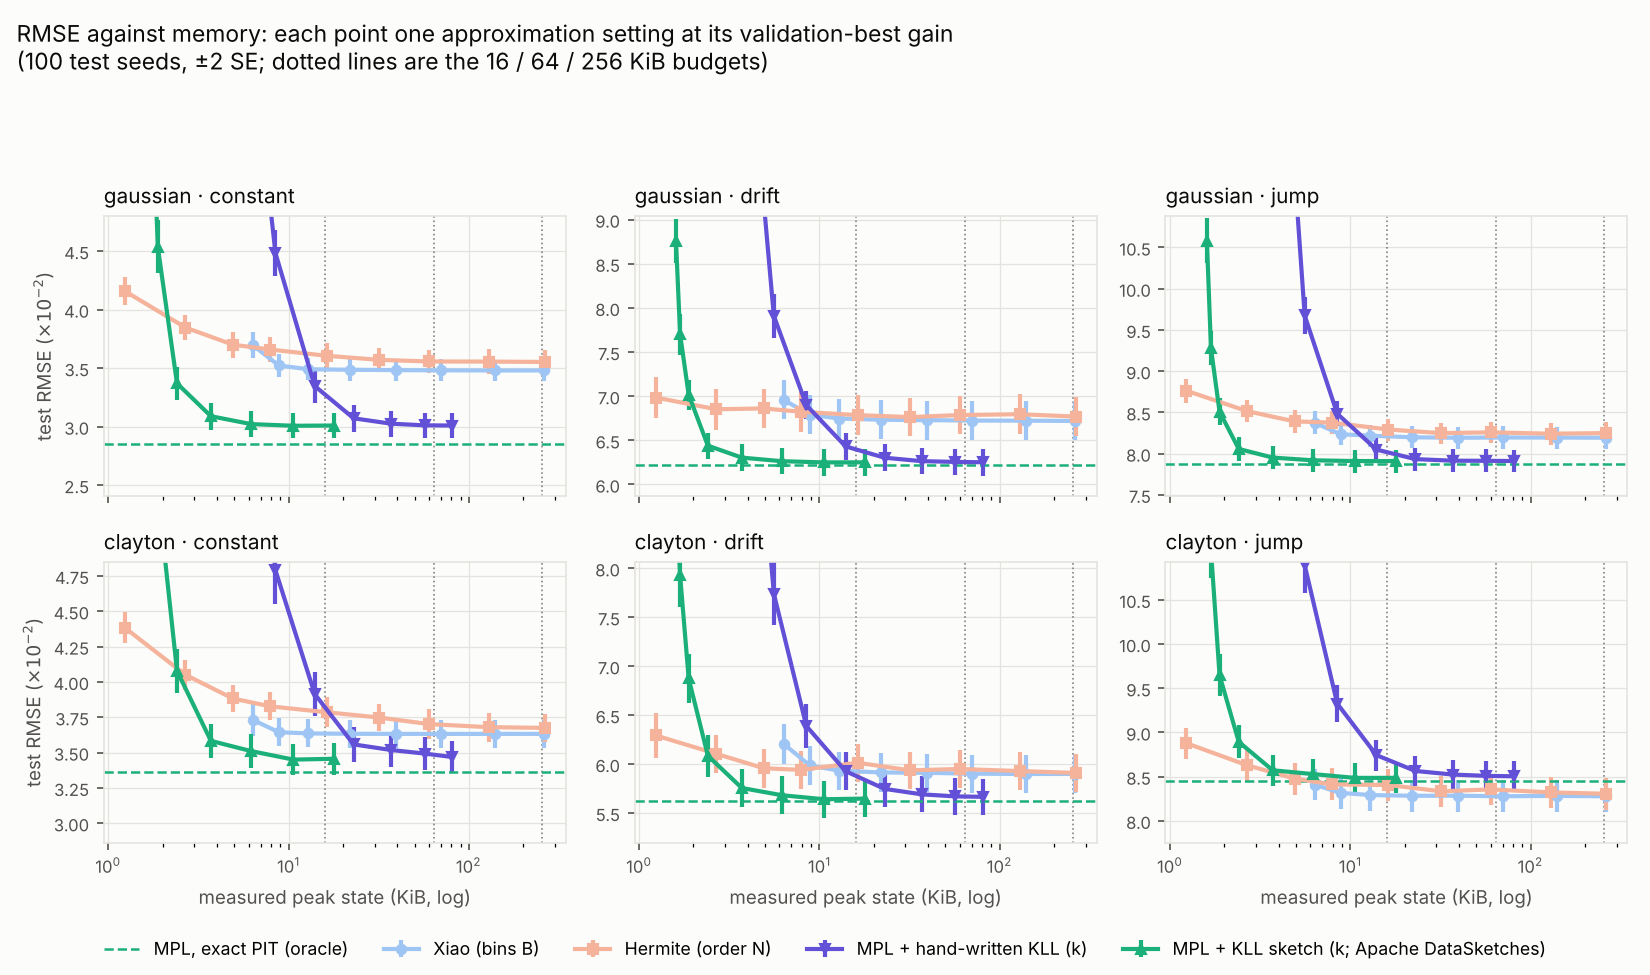 RMSE against memory: each point one approximation setting at its validation-best gain
(100 test seeds, ±2 SE; dotted lines are the 16 / 64 / 256 KiB budgets)
gaussian · constant
gaussian · drift
gaussian · jump
test RMSE (×10⁻²)
4.5
4.0
3.5
3.0
2.5
9.0
8.5
8.0
7.5
7.0
6.5
6.0
10.5
10.0
9.5
9.0
8.5
8.0
7.5
clayton · constant
clayton · drift
clayton · jump
test RMSE (×10⁻²)
4.75
4.50
4.25
4.00
3.75
3.50
3.25
3.00
8.0
7.5
7.0
6.5
6.0
5.5
10.5
10.0
9.5
9.0
8.5
8.0
10⁰ 10¹ 10²
10⁰ 10¹ 10²
10⁰ 10¹ 10²
measured peak state (KiB, log)
measured peak state (KiB, log)
measured peak state (KiB, log)
MPL, exact PIT (oracle)
Xiao (bins B)
Hermite (order N)
MPL + hand-written KLL (k)
MPL + KLL sketch (k; Apache DataSketches)